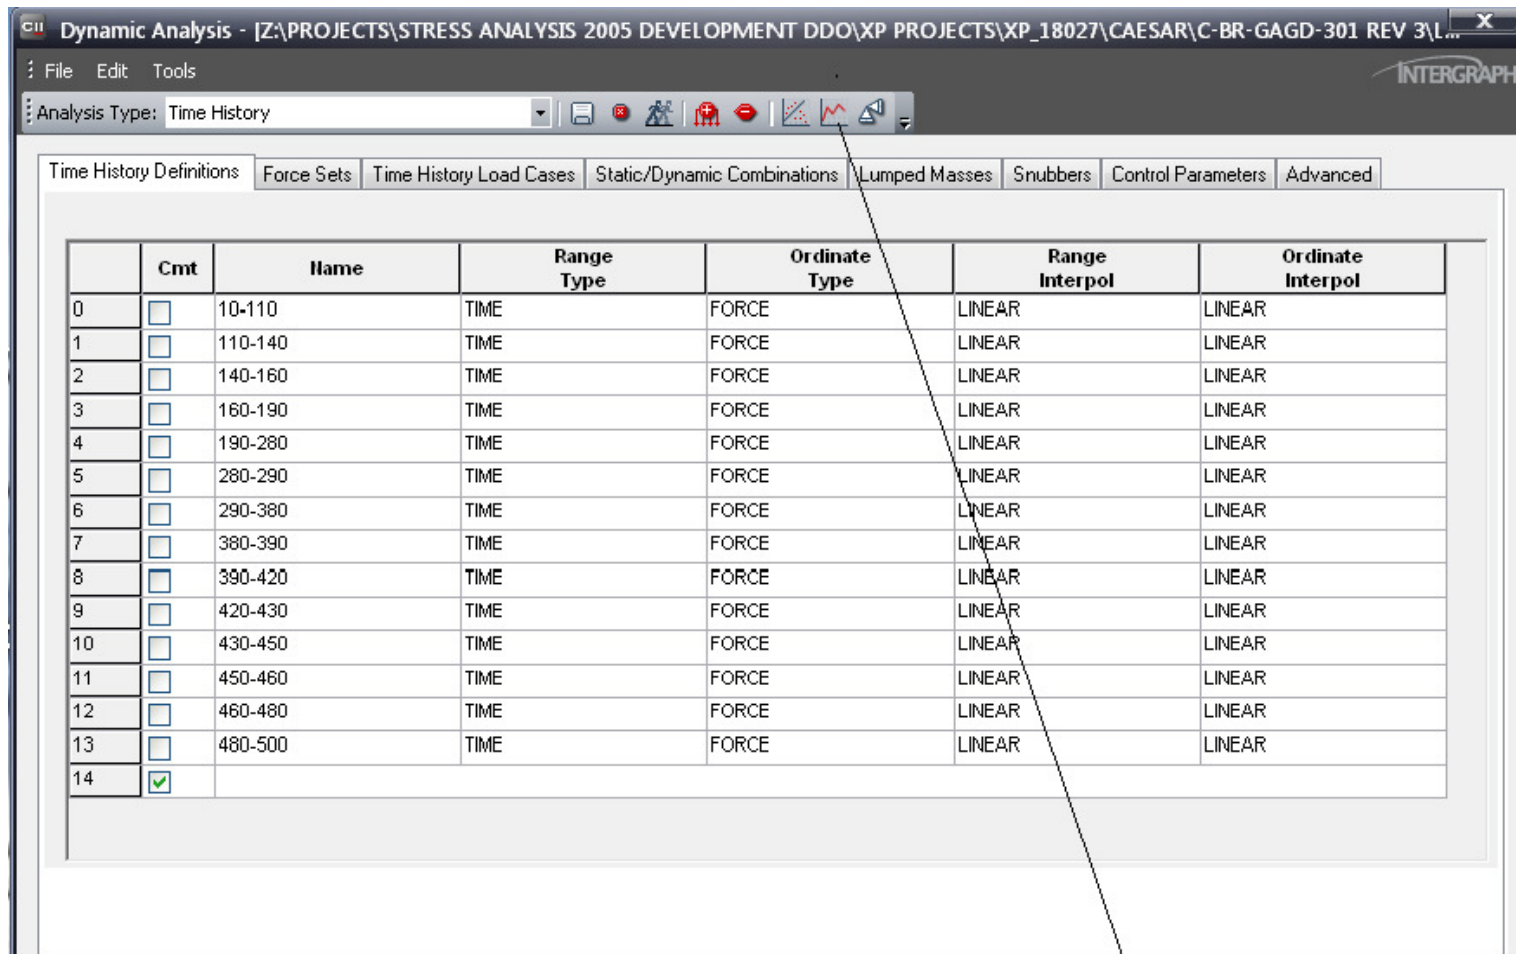 CII Dynamic Analysis - [Z:\PROJECTS\STRESS ANALYSIS 2005 DEVELOPMENT DDO\XP PROJECTS\XP_18027\CAESAR\C-BR-GAGD-301 REV 3\L... X
File Edit Tools INTERGRAPH
Analysis Type: Time History
Time History Definitions Force Sets Time History Load Cases Static/Dynamic Combinations Lumped Masses Snubbers Control Parameters Advanced
Cmt Name Range Type Ordinate Type Range Interpol Ordinate Interpol
0 10-110 TIME FORCE LINEAR LINEAR
1 110-140 TIME FORCE LINEAR LINEAR
2 140-160 TIME FORCE LINEAR LINEAR
3 160-190 TIME FORCE LINEAR LINEAR
4 190-280 TIME FORCE LINEAR LINEAR
5 280-290 TIME FORCE LINEAR LINEAR
6 290-380 TIME FORCE LINEAR LINEAR
7 380-390 TIME FORCE LINEAR LINEAR
8 390-420 TIME FORCE LINEAR LINEAR
9 420-430 TIME FORCE LINEAR LINEAR
10 430-450 TIME FORCE LINEAR LINEAR
11 450-460 TIME FORCE LINEAR LINEAR
12 460-480 TIME FORCE LINEAR LINEAR
13 480-500 TIME FORCE LINEAR LINEAR
14